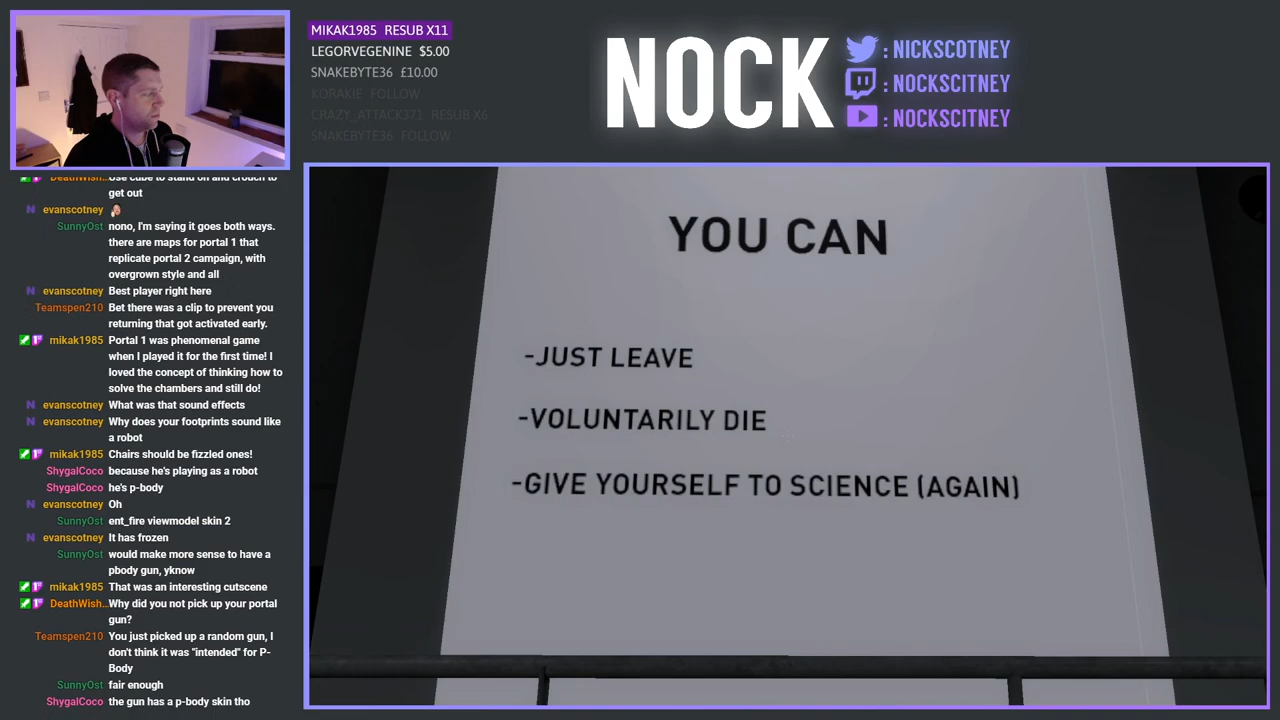 MIKAK1985 RESUB X11
LEGORVEGENINE $5.00
SNAKEBYTE36 £10.00
KORAKIE FOLLOW
CRAZY_ATTACK371 RESUB X6
SNAKEBYTE36 FOLLOW
NOCK
: NICKSCOTNEY
: NOCKSCITNEY
: NOCKSCITNEY
DeathWish... Use cube to stand on and crouch to
get out
evanscotney
SunnyOst nono, I'm saying it goes both ways.
there are maps for portal 1 that
replicate portal 2 campaign, with
overgrown style and all
evanscotney Best player right here
Teamspen210 Bet there was a clip to prevent you
returning that got activated early.
mikak1985 Portal 1 was phenomenal game
when I played it for the first time! I
loved the concept of thinking how to
solve the chambers and still do!
evanscotney What was that sound effects
evanscotney Why does your footprints sound like
a robot
mikak1985 Chairs should be fizzled ones!
ShygalCoco because he's playing as a robot
ShygalCoco he's p-body
evanscotney Oh
SunnyOst ent_fire viewmodel skin 2
evanscotney It has frozen
SunnyOst would make more sense to have a
pbody gun, yknow
mikak1985 That was an interesting cutscene
DeathWish... Why did you not pick up your portal
gun?
Teamspen210 You just picked up a random gun, I
don't think it was "intended" for P-
Body
SunnyOst fair enough
ShygalCoco the gun has a p-body skin tho
YOU CAN
-JUST LEAVE
-VOLUNTARILY DIE
-GIVE YOURSELF TO SCIENCE (AGAIN)